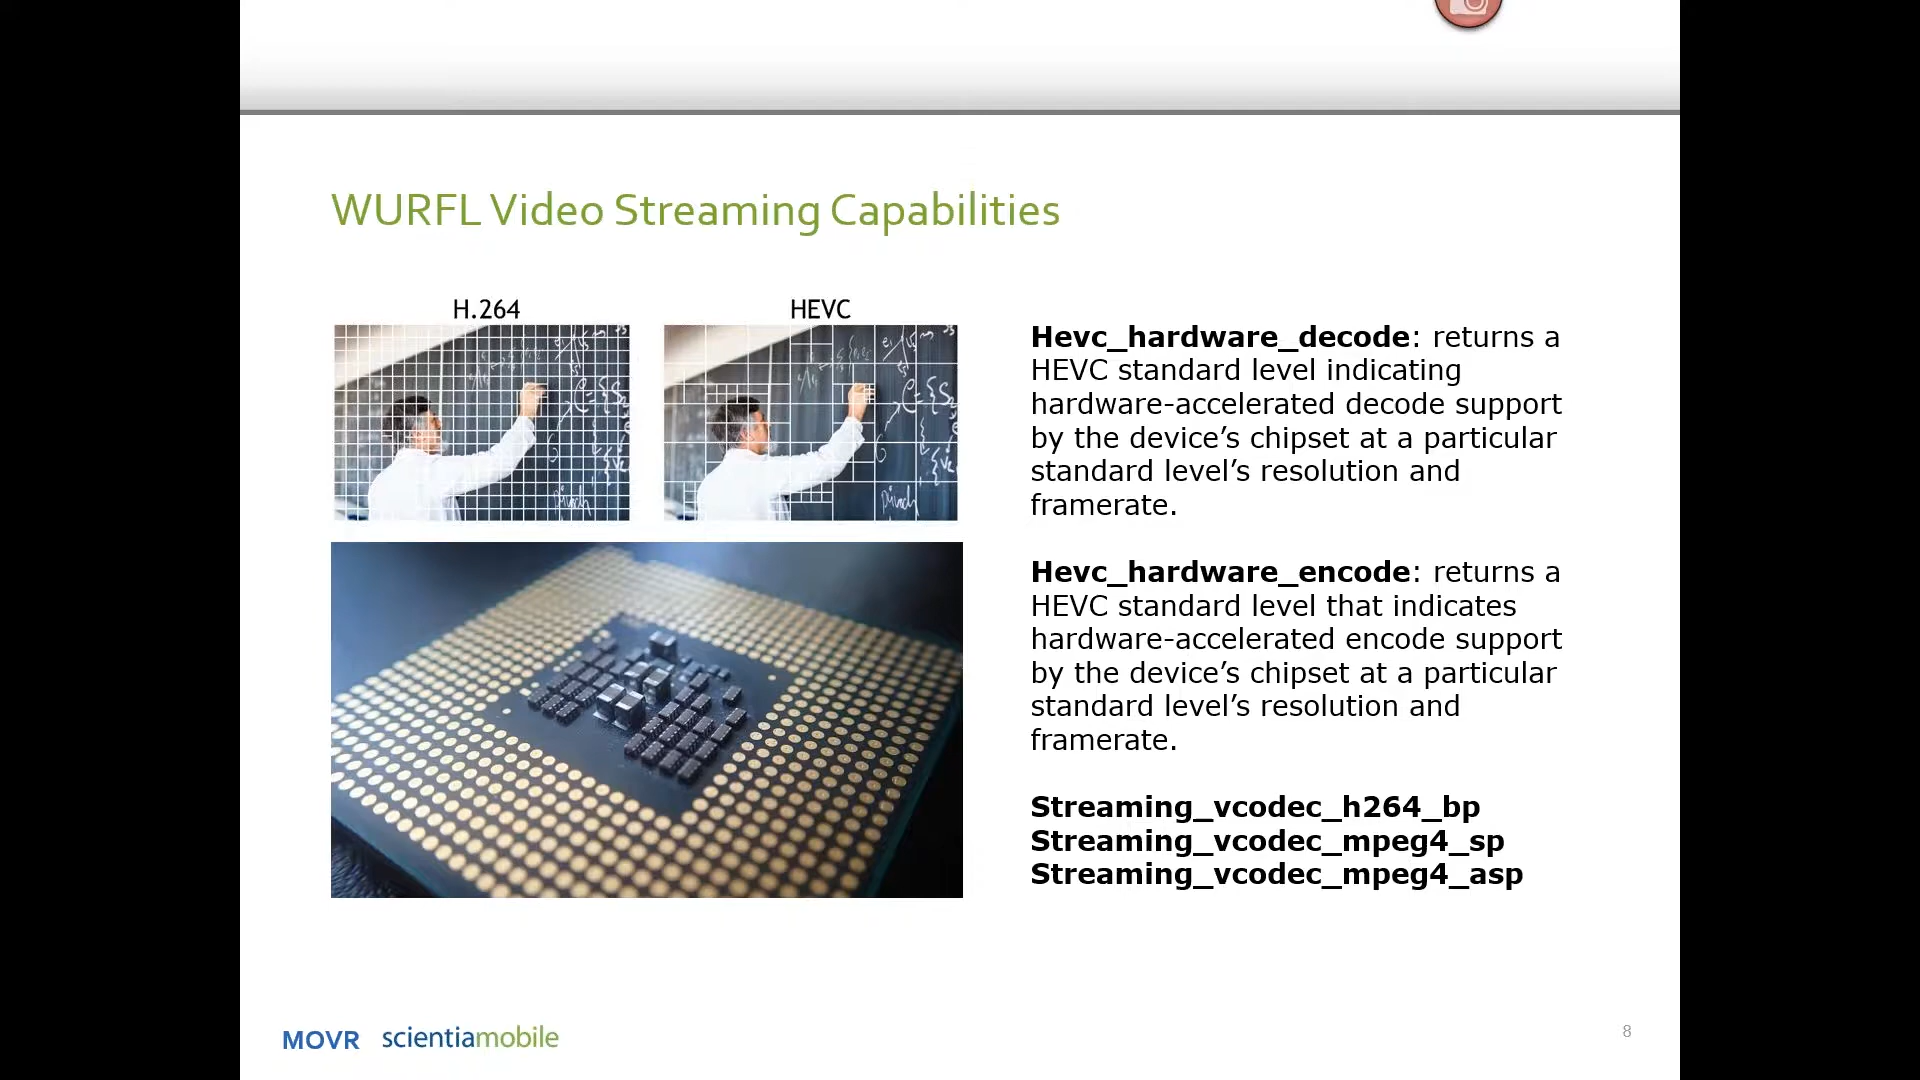 WURFL Video Streaming Capabilities
H.264
HEVC
Hevc_hardware_decode: returns a
HEVC standard level indicating
hardware-accelerated decode support
by the device’s chipset at a particular
standard level’s resolution and
framerate.
Hevc_hardware_encode: returns a
HEVC standard level that indicates
hardware-accelerated encode support
by the device’s chipset at a particular
standard level’s resolution and
framerate.
Streaming_vcodec_h264_bp
Streaming_vcodec_mpeg4_sp
Streaming_vcodec_mpeg4_asp
MOVR scientiamobile
8